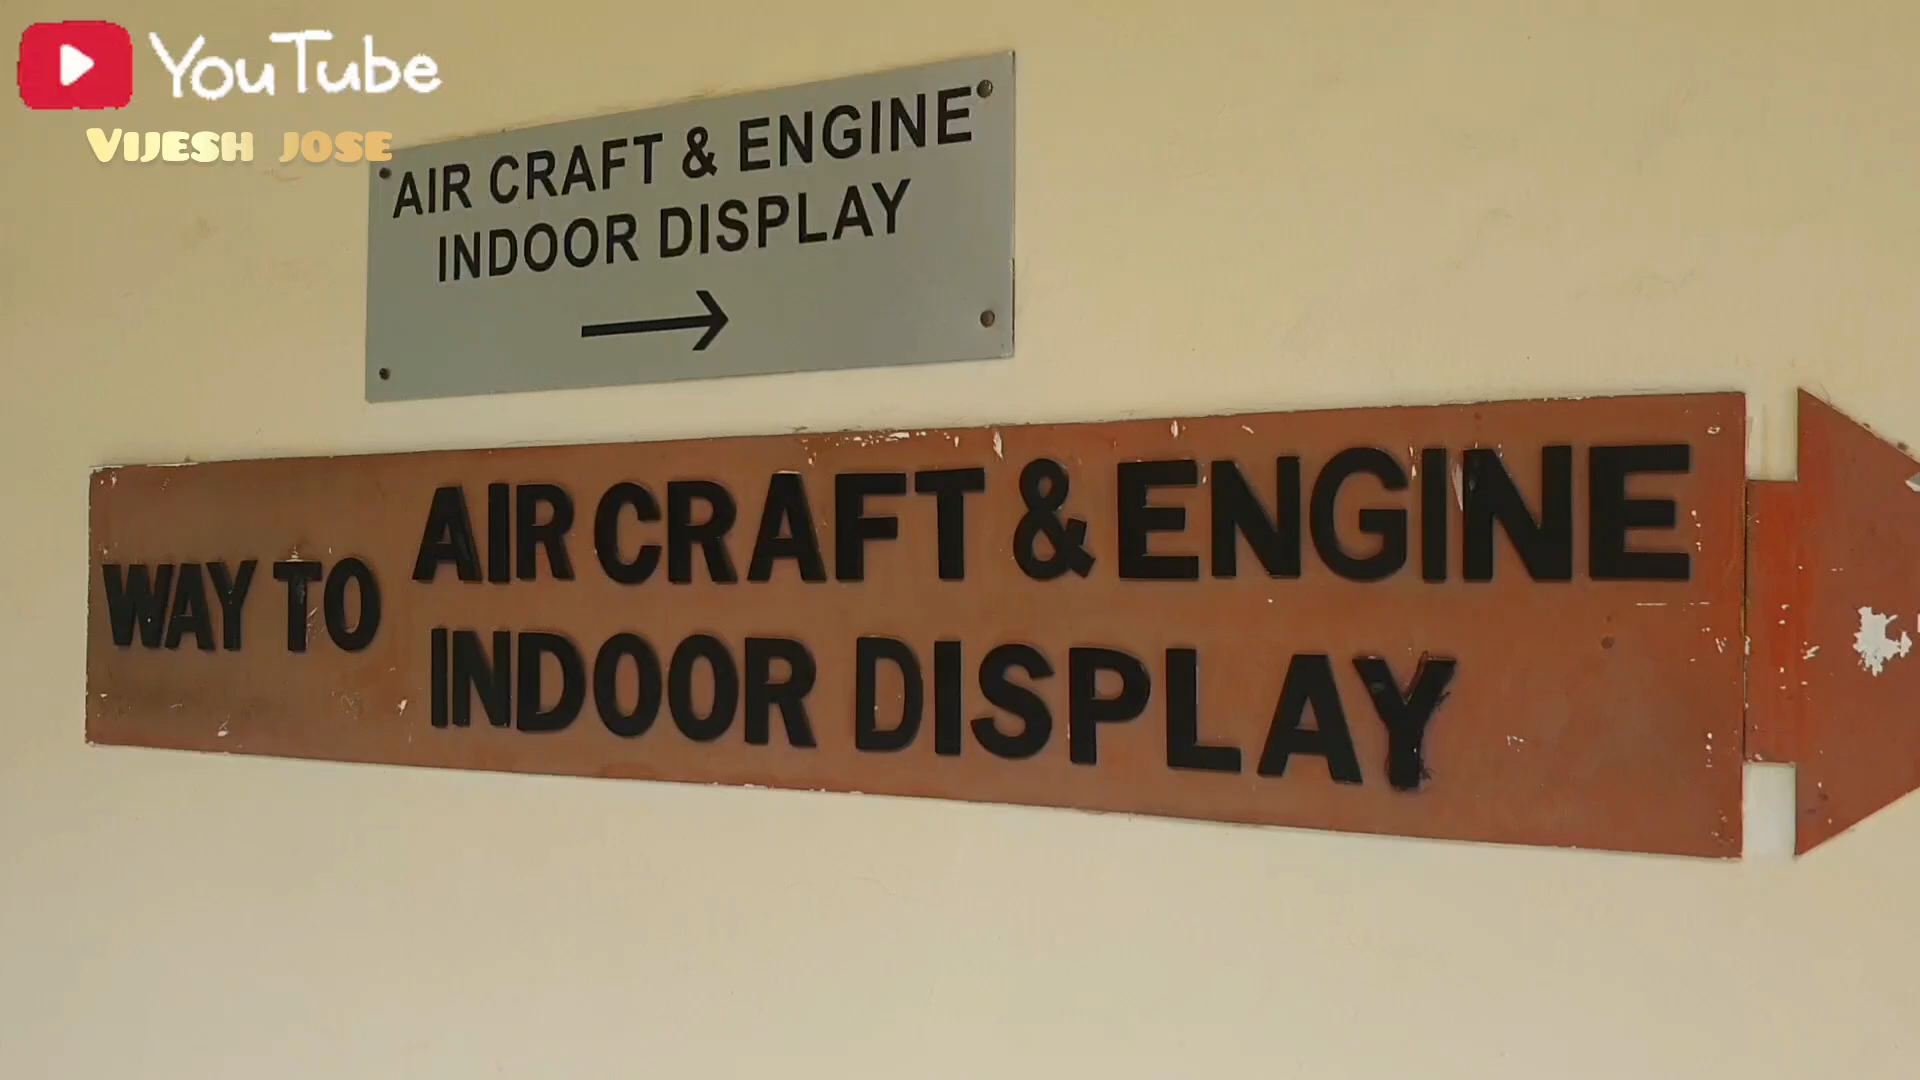 YouTube
VIJESH JOSE
AIR CRAFT & ENGINE
INDOOR DISPLAY
WAY TO
AIR CRAFT & ENGINE
INDOOR DISPLAY